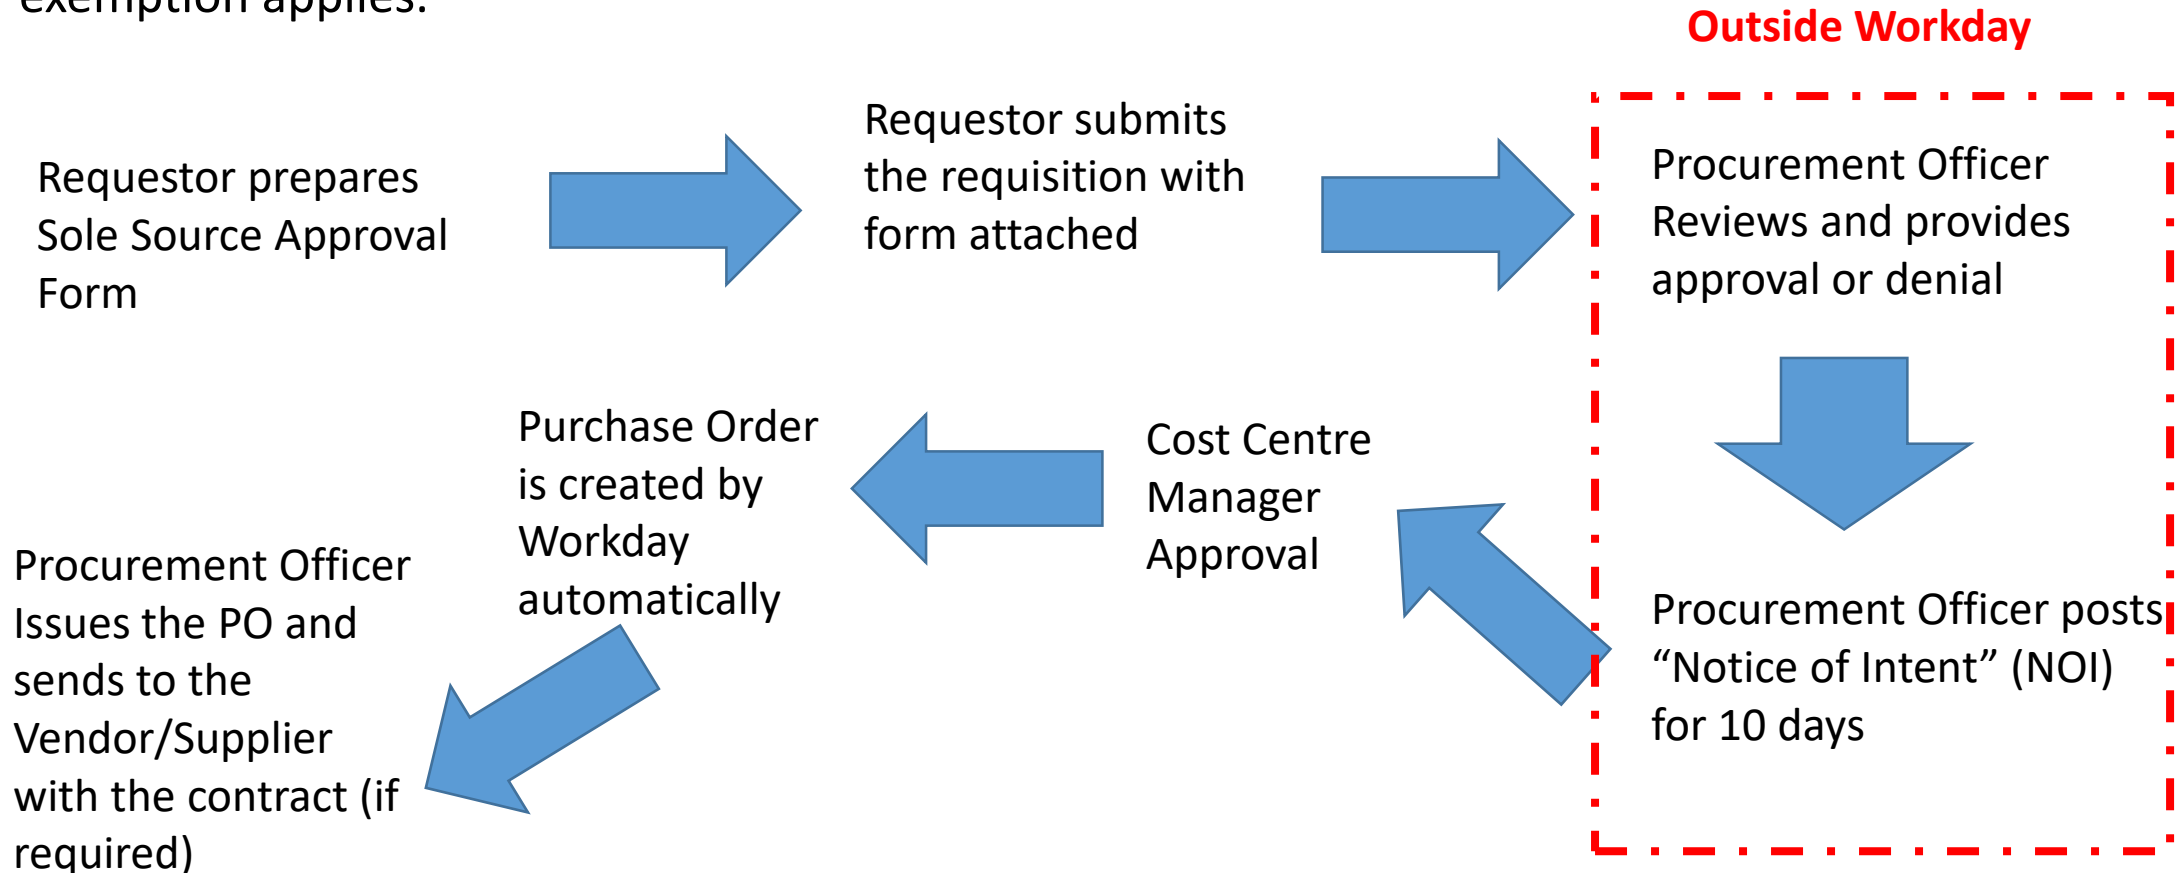 exemption applies.
Outside Workday
Requestor prepares
Sole Source Approval
Form
Requestor submits
the requisition with
form attached
Procurement Officer
Reviews and provides
approval or denial
Procurement Officer posts
“Notice of Intent” (NOI)
for 10 days
Cost Centre
Manager
Approval
Purchase Order
is created by
Workday
automatically
Procurement Officer
Issues the PO and
sends to the
Vendor/Supplier
with the contract (if
required)